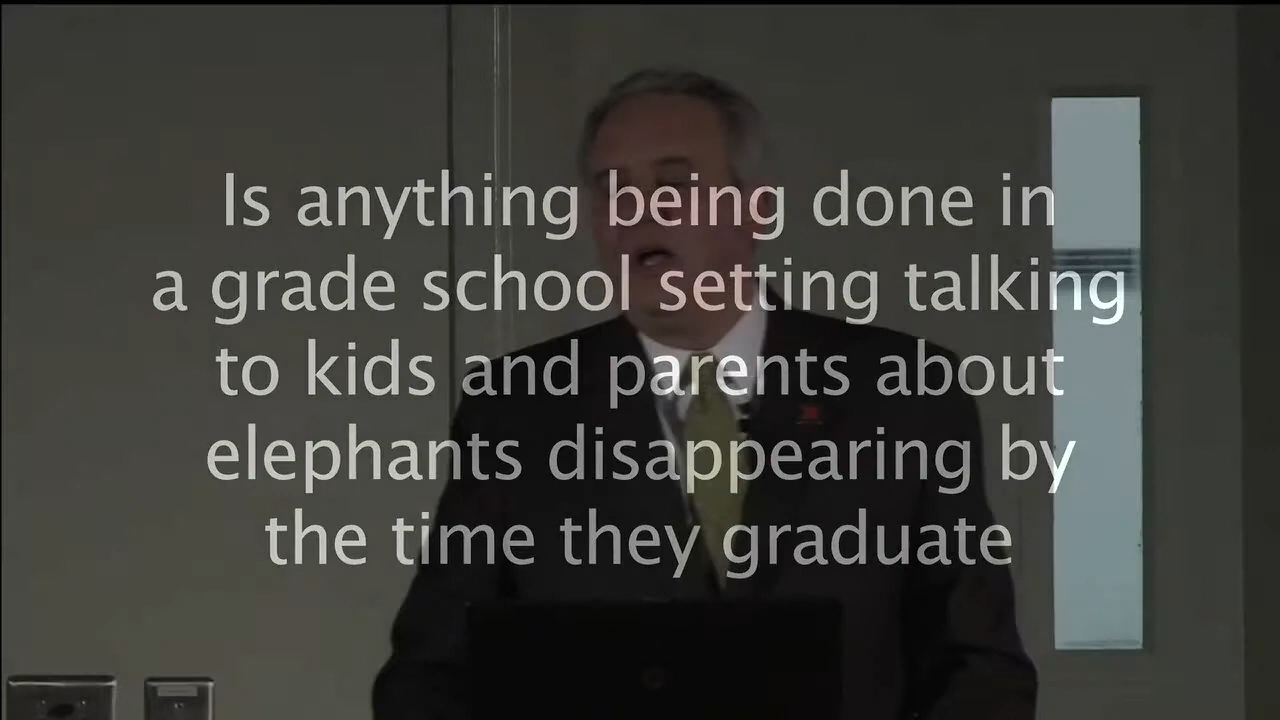 Is anything being done in
a grade school setting talking
to kids and parents about
elephants disappearing by
the time they graduate